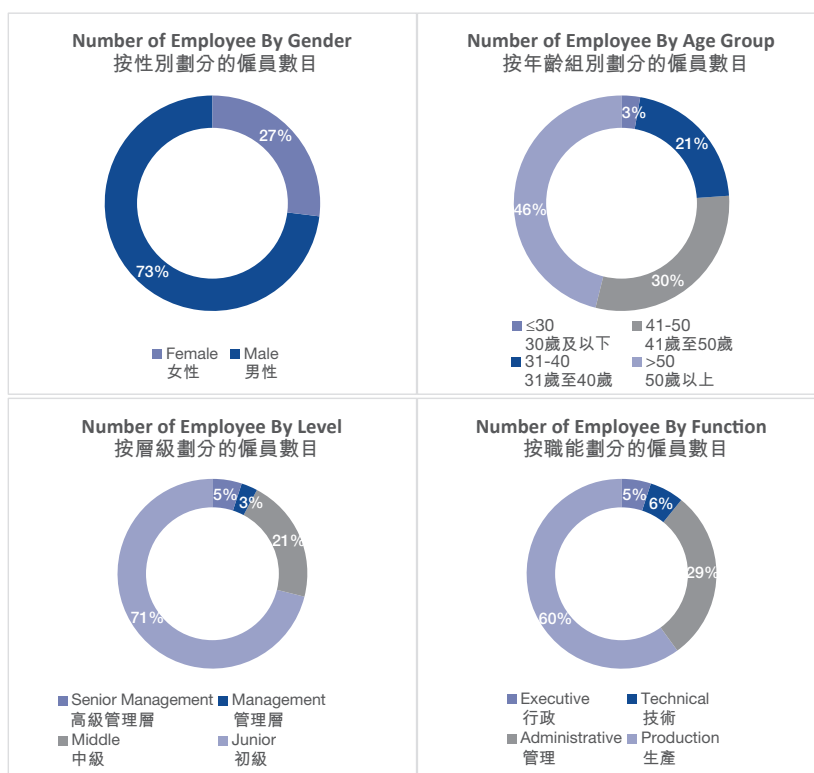 Number of Employee By Gender
按性別劃分的僱員數目
27%
73%
Female Male
女性 男性
Number of Employee By Age Group
按年齡組別劃分的僱員數目
3%
21%
46%
30%
≤30 41-50
30歲及以下 41歲至50歲
31-40 >50
31歲至40歲 50歲以上
Number of Employee By Level
按層級劃分的僱員數目
5%
3%
21%
71%
Senior Management Management
高級管理層 管理層
Middle Junior
中級 初級
Number of Employee By Function
按職能劃分的僱員數目
5%
6%
29%
60%
Executive Technical
行政 技術
Administrative Production
管理 生產